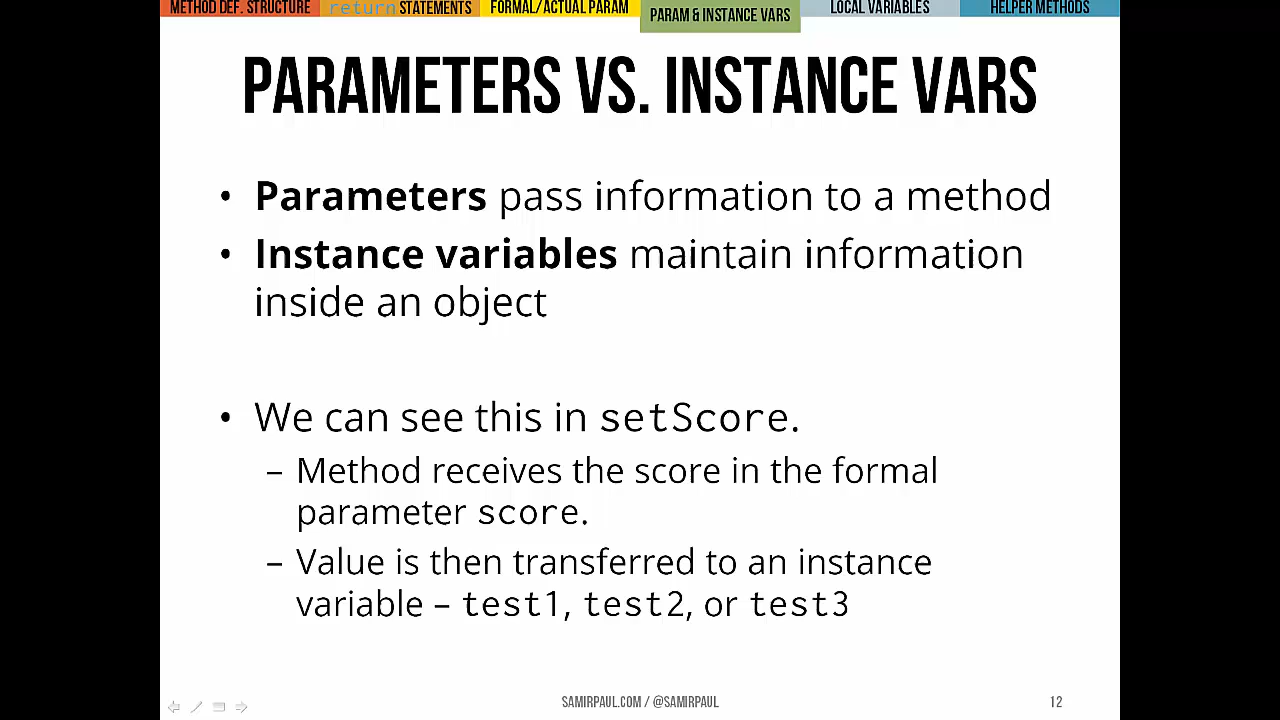 METHOD DEF. STRUCTURE return STATEMENTS FORMAL/ACTUAL PARAM PARAM & INSTANCE VARS LOCAL VARIABLES HELPER METHODS
PARAMETERS VS. INSTANCE VARS
• Parameters pass information to a method
• Instance variables maintain information
inside an object
• We can see this in setScore.
– Method receives the score in the formal
parameter score.
– Value is then transferred to an instance
variable – test1, test2, or test3
SAMIRPAUL.COM / @SAMIRPAUL 12